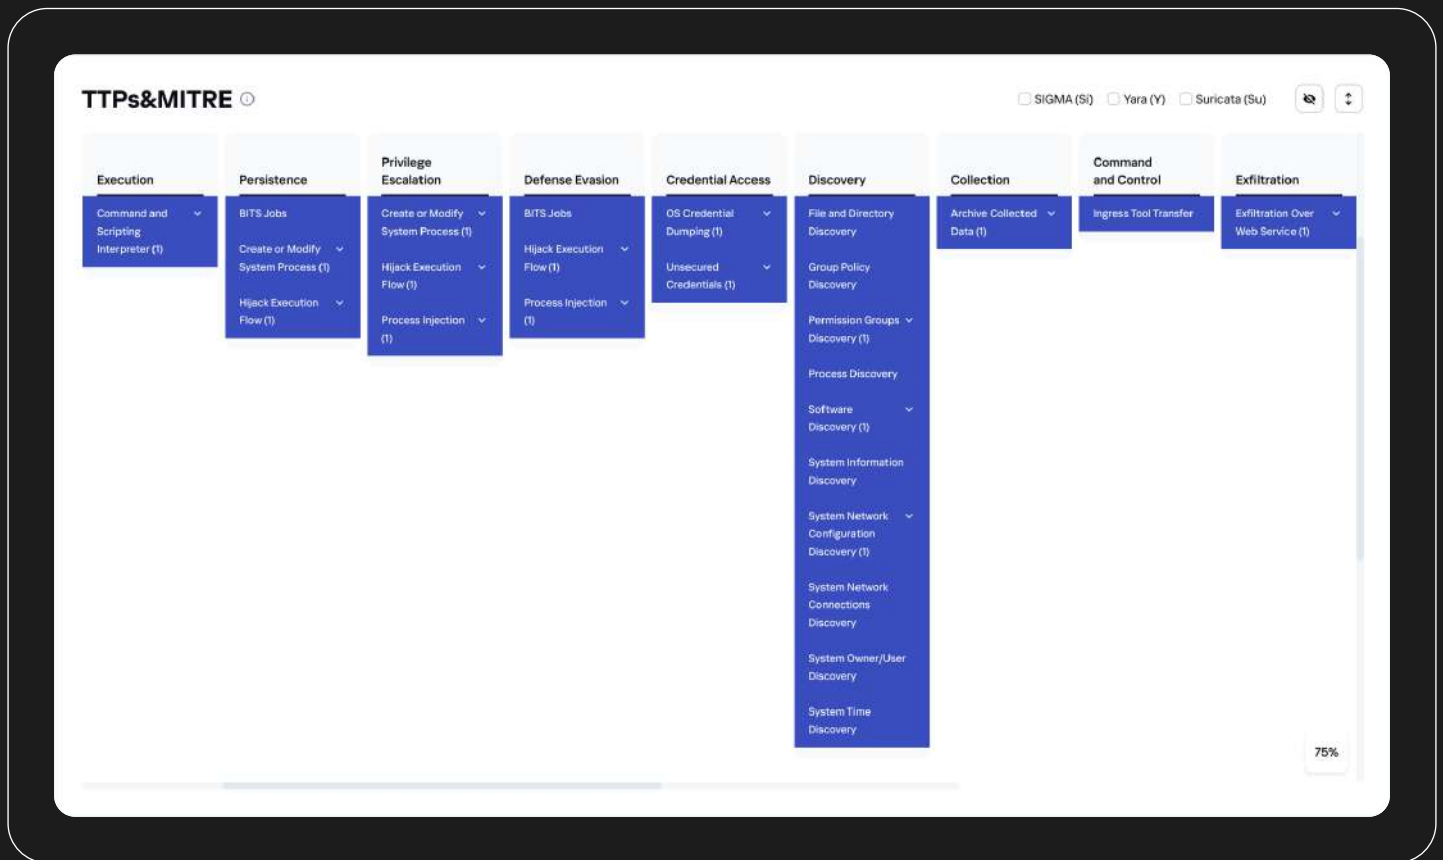 TTPs&MITRE
SIGMA (Si)
Yara (Y)
Suricata (Su)
Execution
Command and
Scripting
Interpreter (1)
Persistence
BITS Jobs
Create or Modify
System Process (1)
Hijack Execution
Flow (1)
Privilege
Escalation
Create or Modify
System Process (1)
Hijack Execution
Flow (1)
Process Injection
(1)
Defense Evasion
BITS Jobs
Hijack Execution
Flow (1)
Process Injection
(1)
Credential Access
OS Credential
Dumping (1)
Unsecured
Credentials (1)
Discovery
File and Directory
Discovery
Group Policy
Discovery
Permission Groups
Discovery (1)
Process Discovery
Software
Discovery (1)
System Information
Discovery
System Network
Configuration
Discovery (1)
System Network
Connections
Discovery
System Owner/User
Discovery
System Time
Discovery
Collection
Archive Collected
Data (1)
Command
and Control
Ingress Tool Transfer
Exfiltration
Exfiltration Over
Web Service (1)
75%